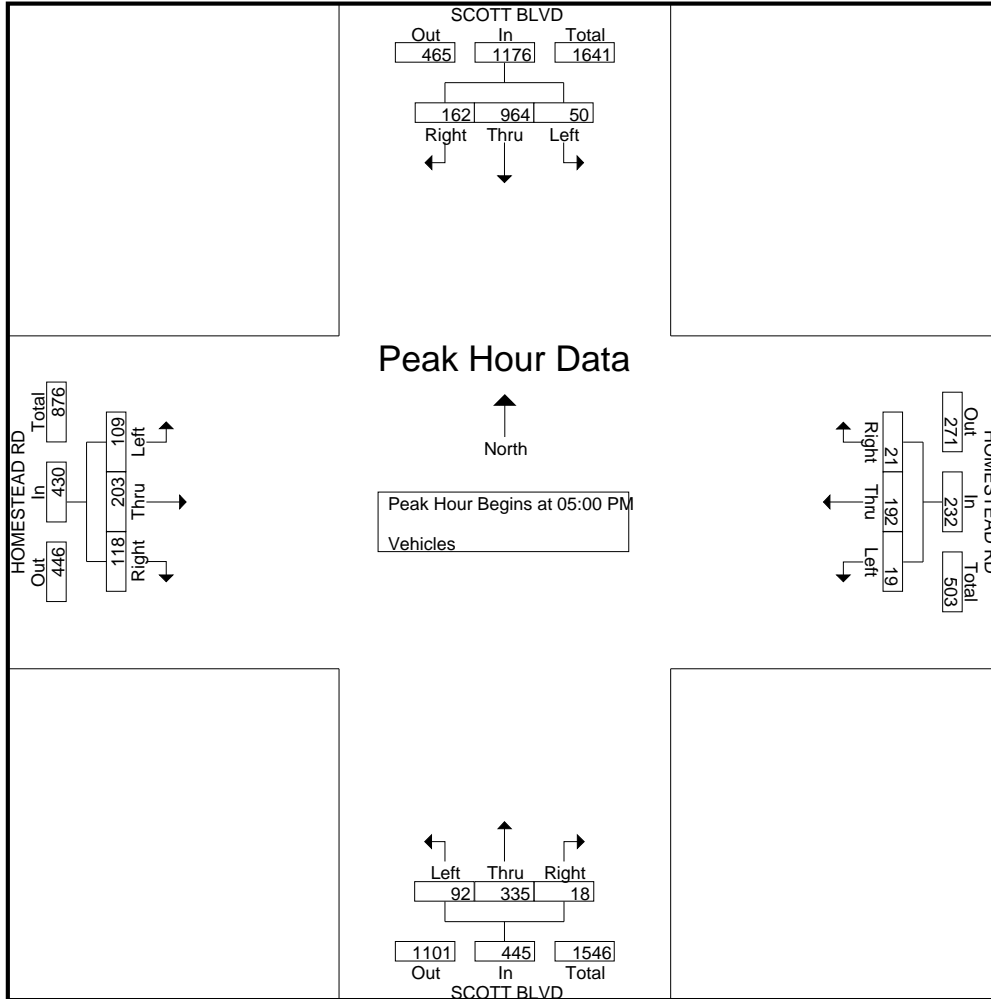 SCOTT BLVD
Out In Total
465 1176 1641
162 964 50
Right Thru Left
Peak Hour Data
North
Peak Hour Begins at 05:00 PM
Vehicles
HOMESTEAD RD
Out In Total
446 430 876
Right Thru Left
118 203 109
HOMESTEAD RD
Out In Total
271 232 503
Right Thru Left
21 192 19
Left Thru Right
92 335 18
1101 445 1546
Out In Total
SCOTT BLVD